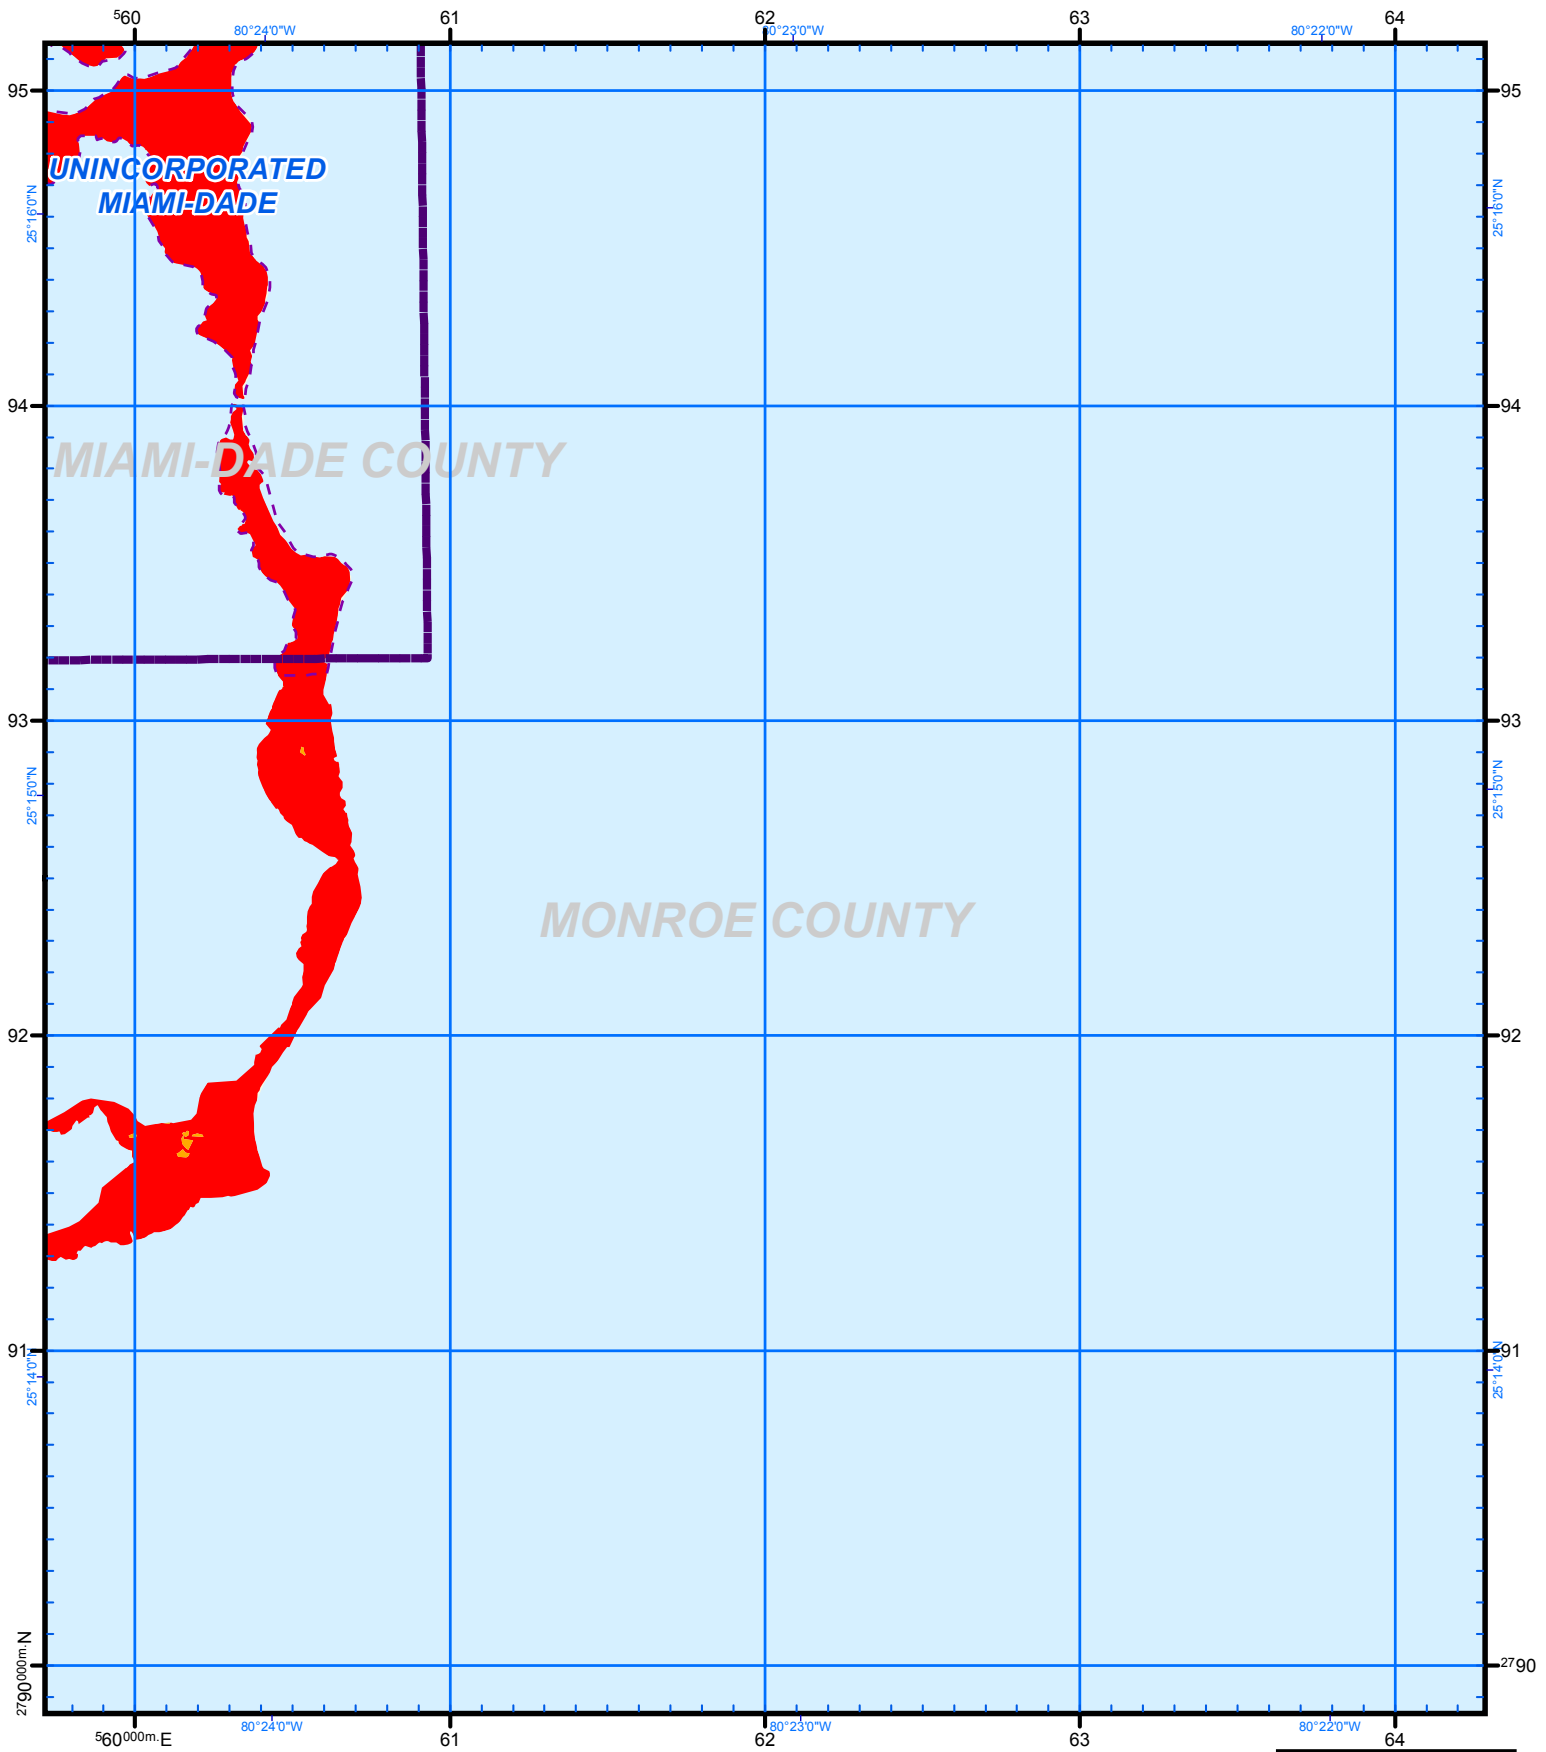 ⁵60 61 62 63 64
80°24'0"W 80°23'0"W 80°22'0"W
95 95
UNINCORPORATED
MIAMI-DADE
25°16'0"N 25°16'0"N
94 94
MIAMI-DADE COUNTY
93 93
25°15'0"N 25°15'0"N
MONROE COUNTY
92 92
91 91
25°14'0"N 25°14'0"N
²⁷90⁰⁰⁰ᵐ·N ²⁷90
80°24'0"W 80°23'0"W 80°22'0"W
⁵60⁰⁰⁰ᵐ·E 61 62 63 64